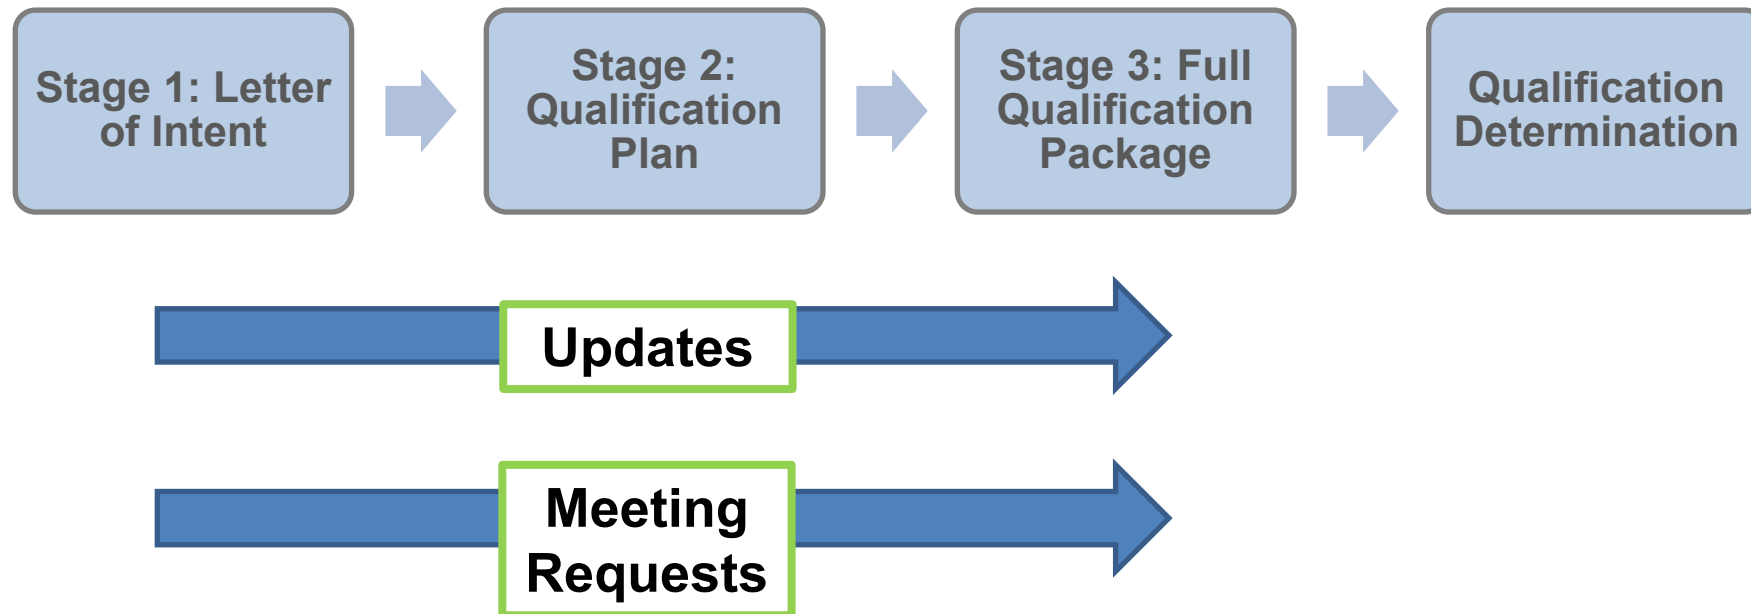 Stage 1: Letter
of Intent
Stage 2:
Qualification
Plan
Stage 3: Full
Qualification
Package
Qualification
Determination
Updates
Meeting
Requests